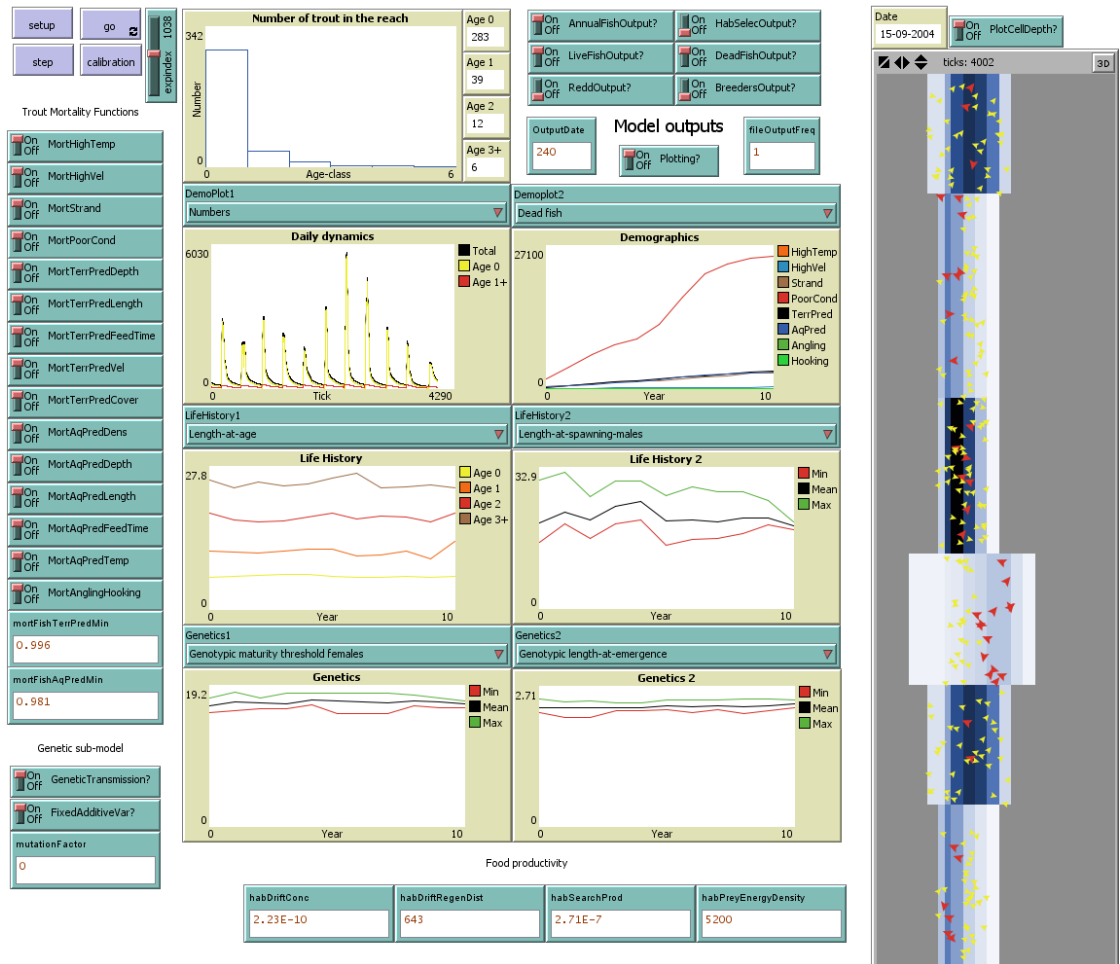 setup
go
step
calibration
expindex 1038
Trout Mortality Functions
On Off MortHighTemp
On Off MortHighVel
On Off MortStrand
On Off MortPoorCond
On Off MortTerrPredDepth
On Off MortTerrPredLength
On Off MortTerrPredFeedTime
On Off MortTerrPredVel
On Off MortTerrPredCover
On Off MortAqPredDens
On Off MortAqPredDepth
On Off MortAqPredLength
On Off MortAqPredFeedTime
On Off MortAqPredTemp
On Off MortAnglingHooking
mortFishTerrPredMin
0.996
mortFishAqPredMin
0.981
Genetic sub-model
On Off GeneticTransmission?
On Off FixedAdditiveVar?
mutationFactor
0
Number of trout in the reach
342
Number
0
0 Age-class 6
Age 0
283
Age 1
39
Age 2
12
Age 3+
6
On Off AnnualFishOutput?
On Off HabSelecOutput?
On Off LiveFishOutput?
On Off DeadFishOutput?
On Off ReddOutput?
On Off BreedersOutput?
OutputDate
240
Model outputs
On Off Plotting?
fileOutputFreq
1
DemoPlot1
Numbers
Demoplot2
Dead fish
Daily dynamics
6030
0
0 Tick 4290
Total
Age 0
Age 1+
Demographics
27100
0
0 Year 10
HighTemp
HighVel
Strand
PoorCond
TerrPred
AqPred
Angling
Hooking
LifeHistory1
Length-at-age
LifeHistory2
Length-at-spawning-males
Life History
27.8
0
0 Year 10
Age 0
Age 1
Age 2
Age 3+
Life History 2
32.9
0
0 Year 10
Min
Mean
Max
Genetics1
Genotypic maturity threshold females
Genetics2
Genotypic length-at-emergence
Genetics
19.2
0
0 Year 10
Min
Mean
Max
Genetics 2
2.71
0
0 Year 10
Min
Mean
Max
Food productivity
habDriftConc
2.23E-10
habDriftRegenDist
643
habSearchProd
2.71E-7
habPreyEnergyDensity
5200
Date
15-09-2004
On Off PlotCellDepth?
ticks: 4002
3D